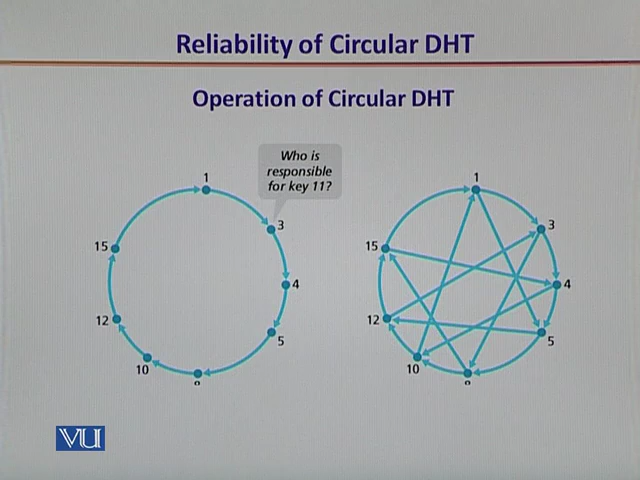 Reliability of Circular DHT
Operation of Circular DHT
Who is
responsible
for key 11?
1
3
4
5
10
12
15
1
3
4
5
10
12
15
VU